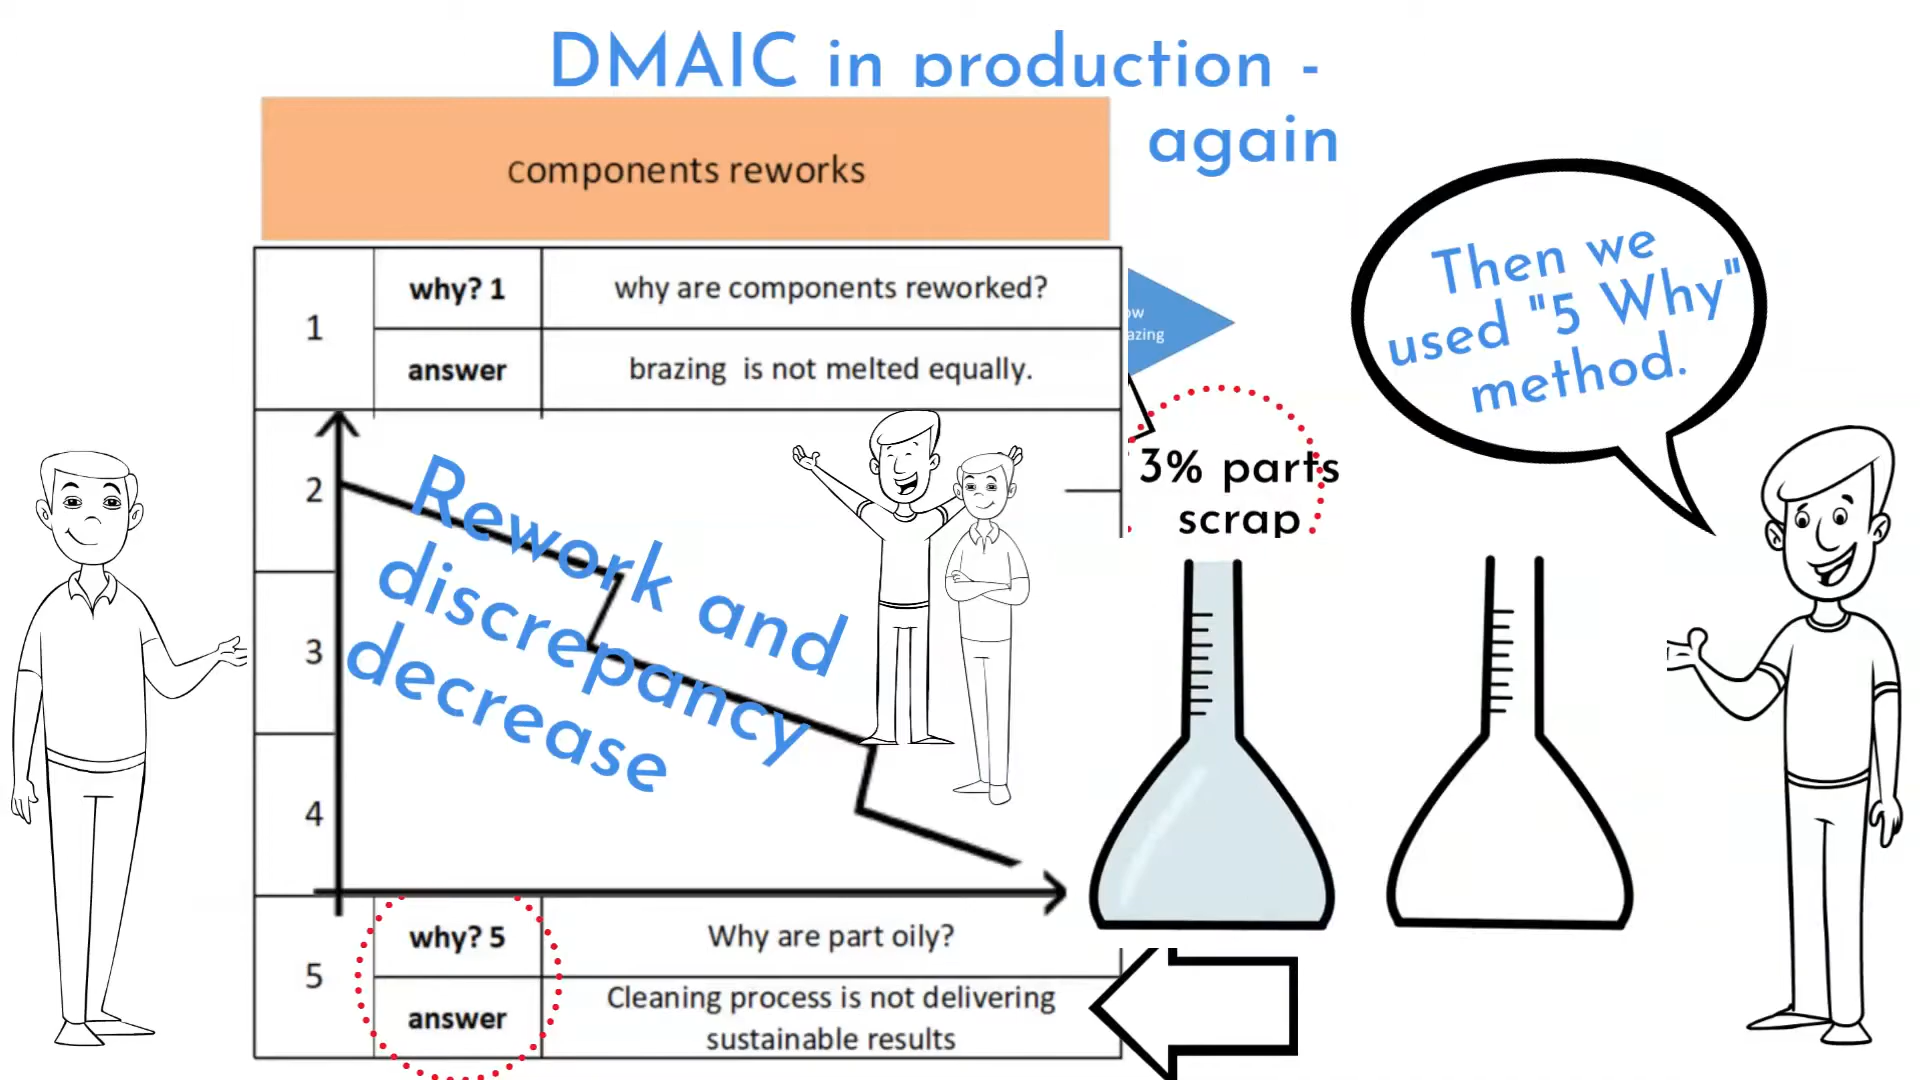 DMAIC in production -
again
components reworks
1
why? 1
why are components reworked?
answer
brazing is not melted equally.
Then we
used "5 Why"
method.
2
3% parts
scrap
Rework and
discrepancy
decrease
3
4
5
why? 5
Why are part oily?
answer
Cleaning process is not delivering
sustainable results